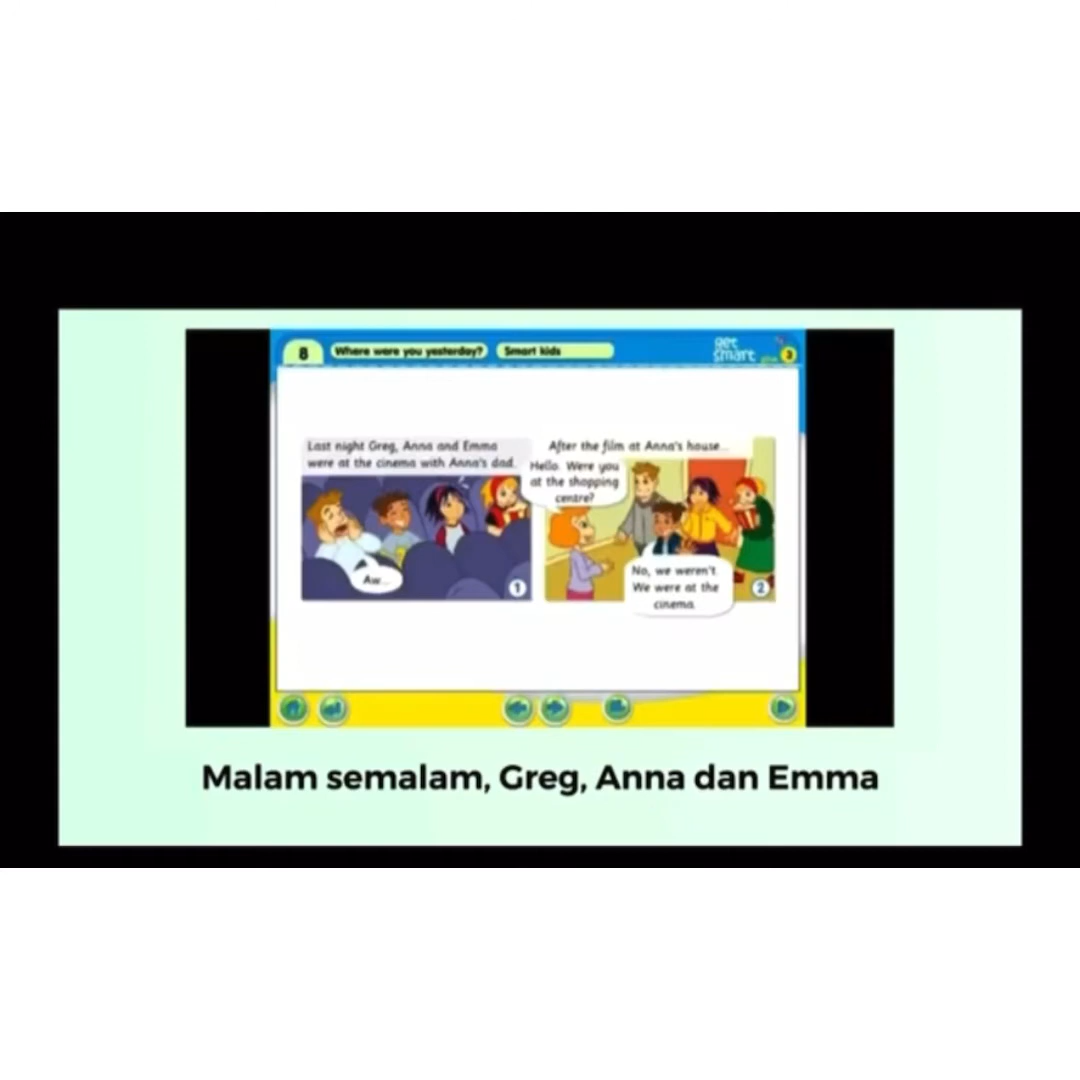 8
Where were you yesterday?
Smart kids
get
smart
plus 3
Last night Greg, Anna and Emma
were at the cinema with Anna's dad.
Aw...
1
After the film at Anna's house...
Hello. Were you
at the shopping
centre?
No, we weren't.
We were at the
cinema.
2
Malam semalam, Greg, Anna dan Emma